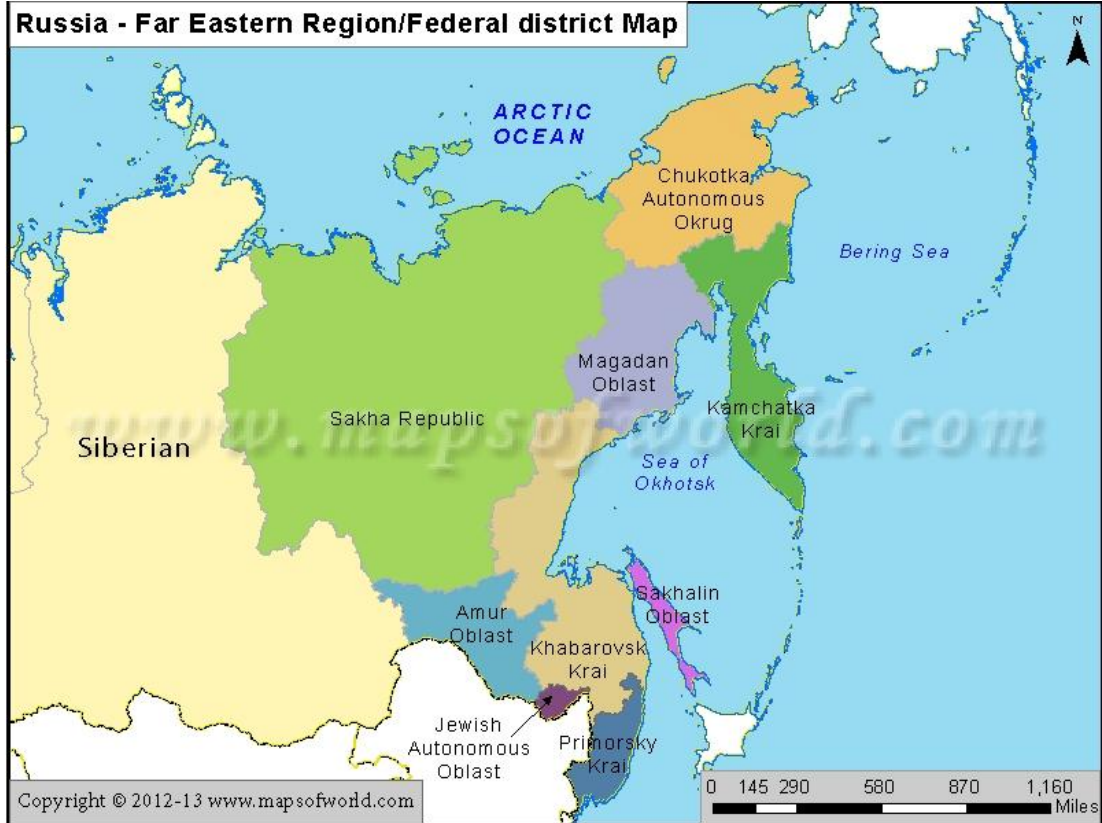 Russia - Far Eastern Region/Federal district Map
N
ARCTIC
OCEAN
Chukotka
Autonomous
Okrug
Bering Sea
Magadan
Oblast
Sakha Republic
Kamchatka
Krai
www.mapsofworld.com
Siberian
Sea of
Okhotsk
Sakhalin
Oblast
Amur
Oblast
Khabarovsk
Krai
Jewish
Autonomous
Oblast
Primorsky
Krai
0 145 290 580 870 1,160
Miles
Copyright © 2012-13 www.mapsofworld.com